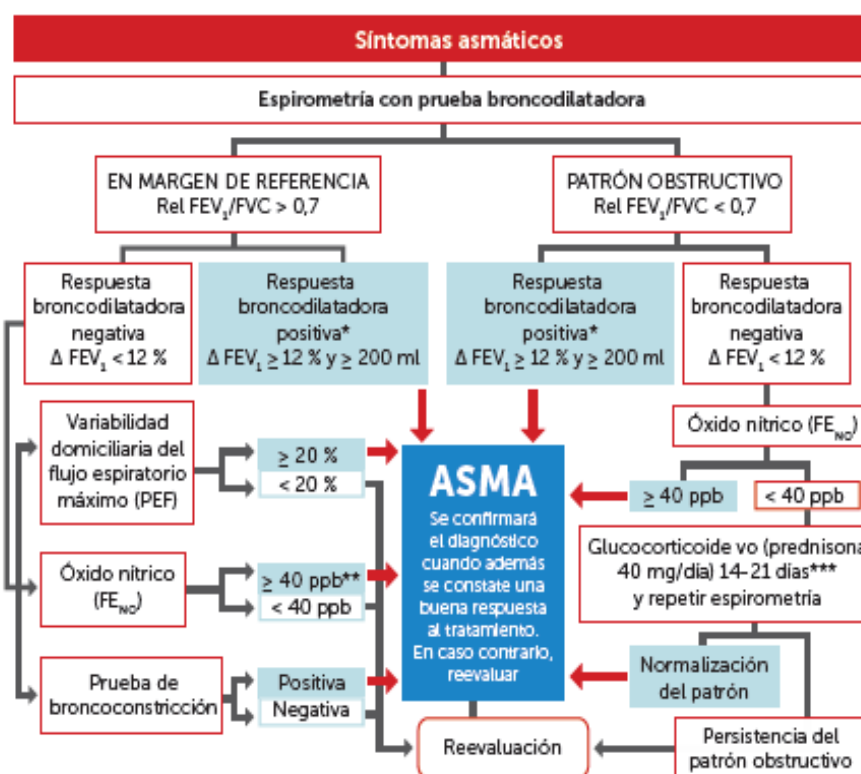 Síntomas asmáticos
Espirometría con prueba broncodilatadora
EN MARGEN DE REFERENCIA
Rel FEV₁/FVC > 0,7
PATRÓN OBSTRUCTIVO
Rel FEV₁/FVC < 0,7
Respuesta
broncodilatadora
negativa
Δ FEV₁ < 12 %
Respuesta
broncodilatadora
positiva*
Δ FEV₁ ≥ 12 % y ≥ 200 ml
Respuesta
broncodilatadora
positiva*
Δ FEV₁ ≥ 12 % y ≥ 200 ml
Respuesta
broncodilatadora
negativa
Δ FEV₁ < 12 %
Variabilidad
domiciliaria del
flujo espiratorio
máximo (PEF)
≥ 20 %
< 20 %
Óxido nítrico
(FE_NO)
≥ 40 ppb**
< 40 ppb
Prueba de
broncoconstricción
Positiva
Negativa
ASMA
Se confirmará
el diagnóstico
cuando además
se constate una
buena respuesta
al tratamiento.
En caso contrario,
reevaluar
Óxido nítrico (FE_NO)
≥ 40 ppb
< 40 ppb
Glucocorticoide vo (prednisona
40 mg/día) 14–21 días***
y repetir espirometría
Normalización
del patrón
Persistencia del
patrón obstructivo
Reevaluación